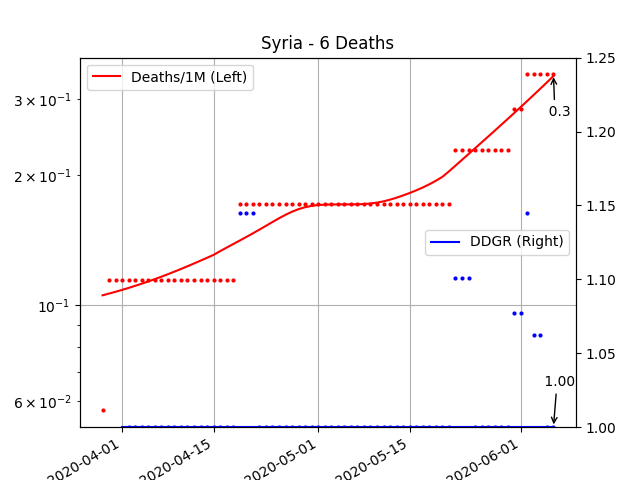 Syria - 6 Deaths
Deaths/1M (Left)
DDGR (Right)
0.3
1.00
3 × 10⁻¹
2 × 10⁻¹
10⁻¹
6 × 10⁻²
1.25
1.20
1.15
1.10
1.05
1.00
2020-04-01
2020-04-15
2020-05-01
2020-05-15
2020-06-01